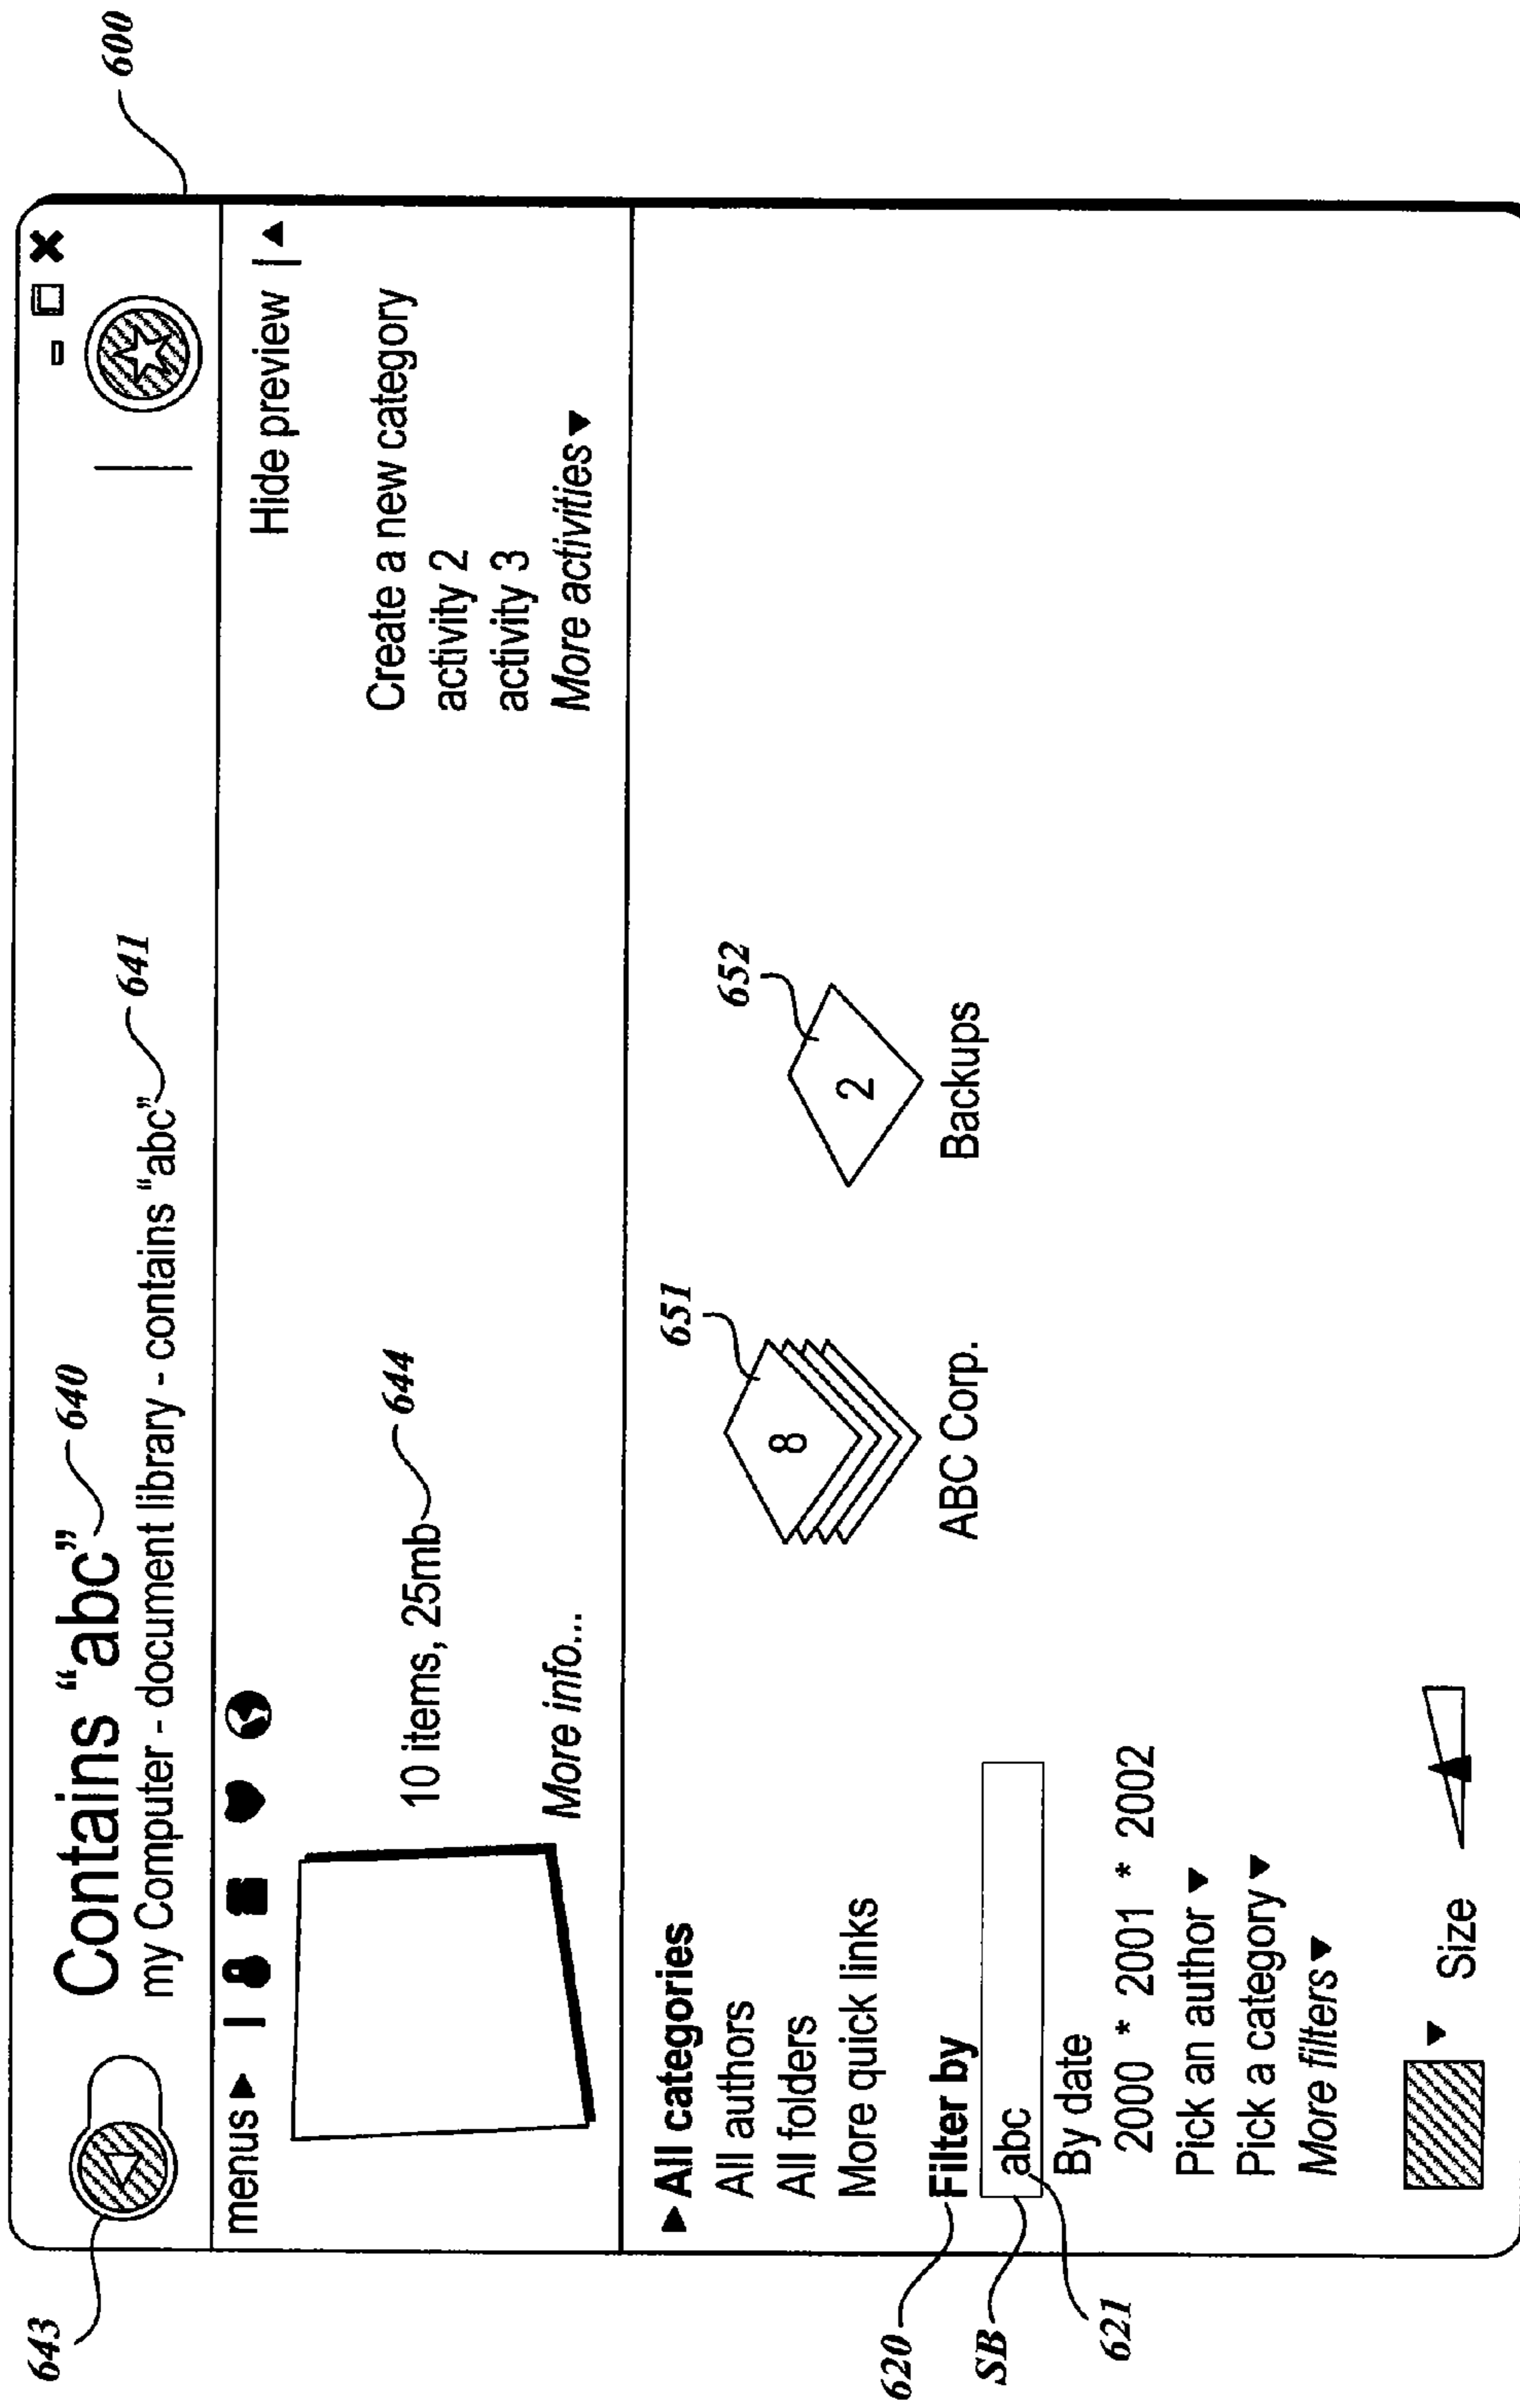 600
643
Contains “abc”
640
my Computer - document library - contains “abc”
641
menus
Hide preview
10 items, 25mb
644
More info...
Create a new category
activity 2
activity 3
More activities
All categories
All authors
All folders
More quick links
620
Filter by
SB
abc
621
By date
2000 * 2001 * 2002
Pick an author
Pick a category
More filters
Size
651
8
ABC Corp.
652
2
Backups